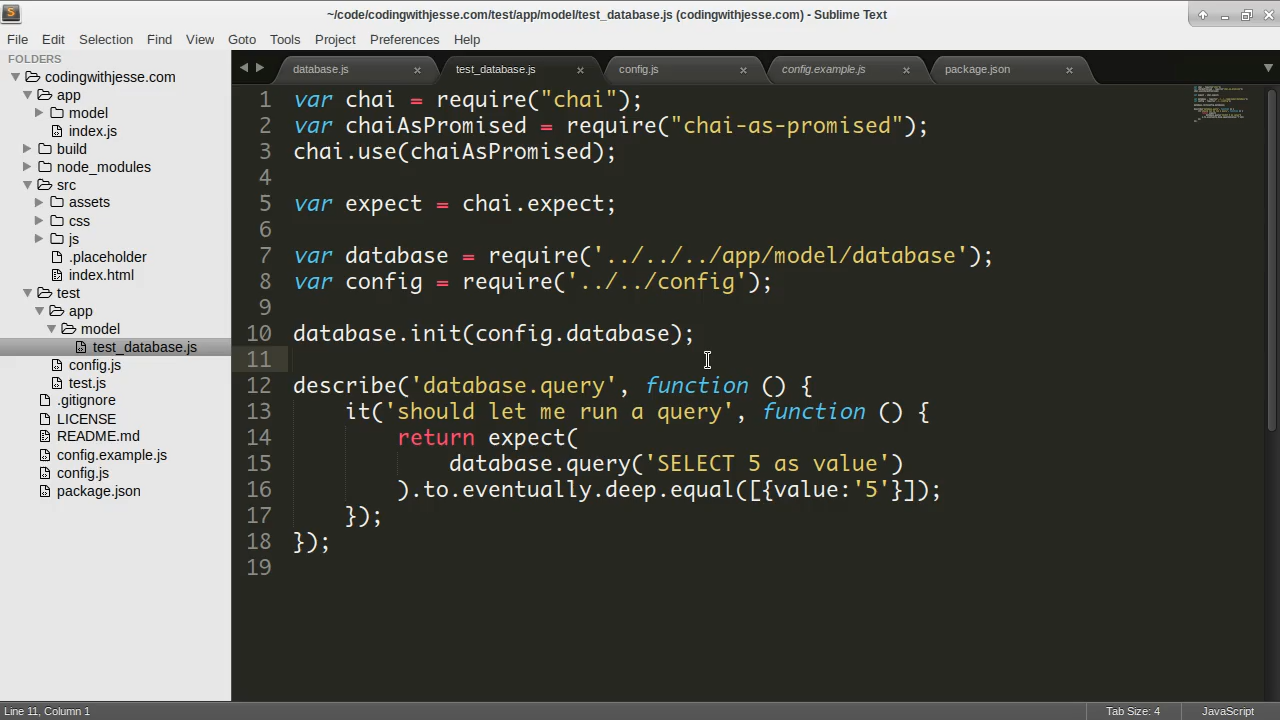 ~/code/codingwithjesse.com/test/app/model/test_database.js (codingwithjesse.com) - Sublime Text
File Edit Selection Find View Goto Tools Project Preferences Help
FOLDERS
codingwithjesse.com
app
model
index.js
build
node_modules
src
assets
css
js
.placeholder
index.html
test
app
model
test_database.js
config.js
test.js
.gitignore
LICENSE
README.md
config.example.js
config.js
package.json
database.js test_database.js config.js config.example.js package.json
1 var chai = require("chai");
2 var chaiAsPromised = require("chai-as-promised");
3 chai.use(chaiAsPromised);
4
5 var expect = chai.expect;
6
7 var database = require('../../../app/model/database');
8 var config = require('../../config');
9
10 database.init(config.database);
11
12 describe('database.query', function () {
13     it('should let me run a query', function () {
14         return expect(
15             database.query('SELECT 5 as value')
16         ).to.eventually.deep.equal([{value:'5'}]);
17     });
18 });
19
Line 11, Column 1
Tab Size: 4
JavaScript